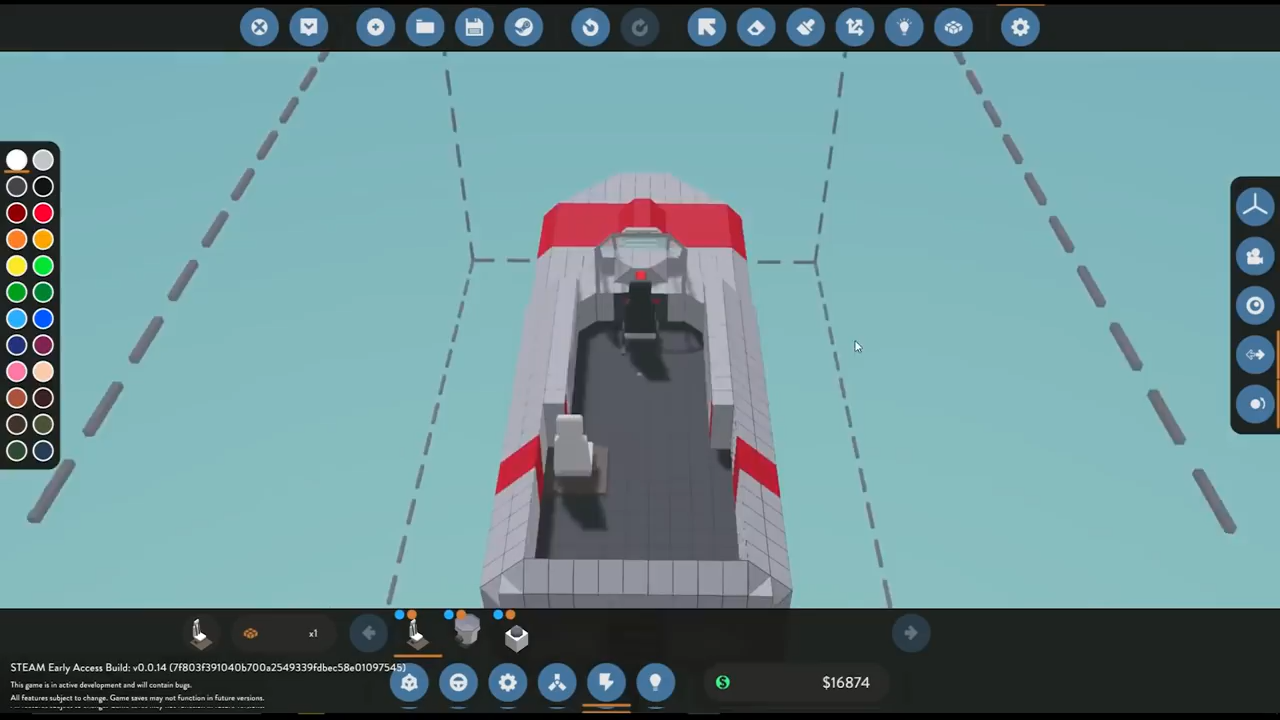 x1
STEAM Early Access Build: v0.0.14 (7f803f391040b700a2549339fdbec58e01097545)
This game is in active development and will contain bugs.
All features subject to change. Game saves may not function in future versions.
$ $16874